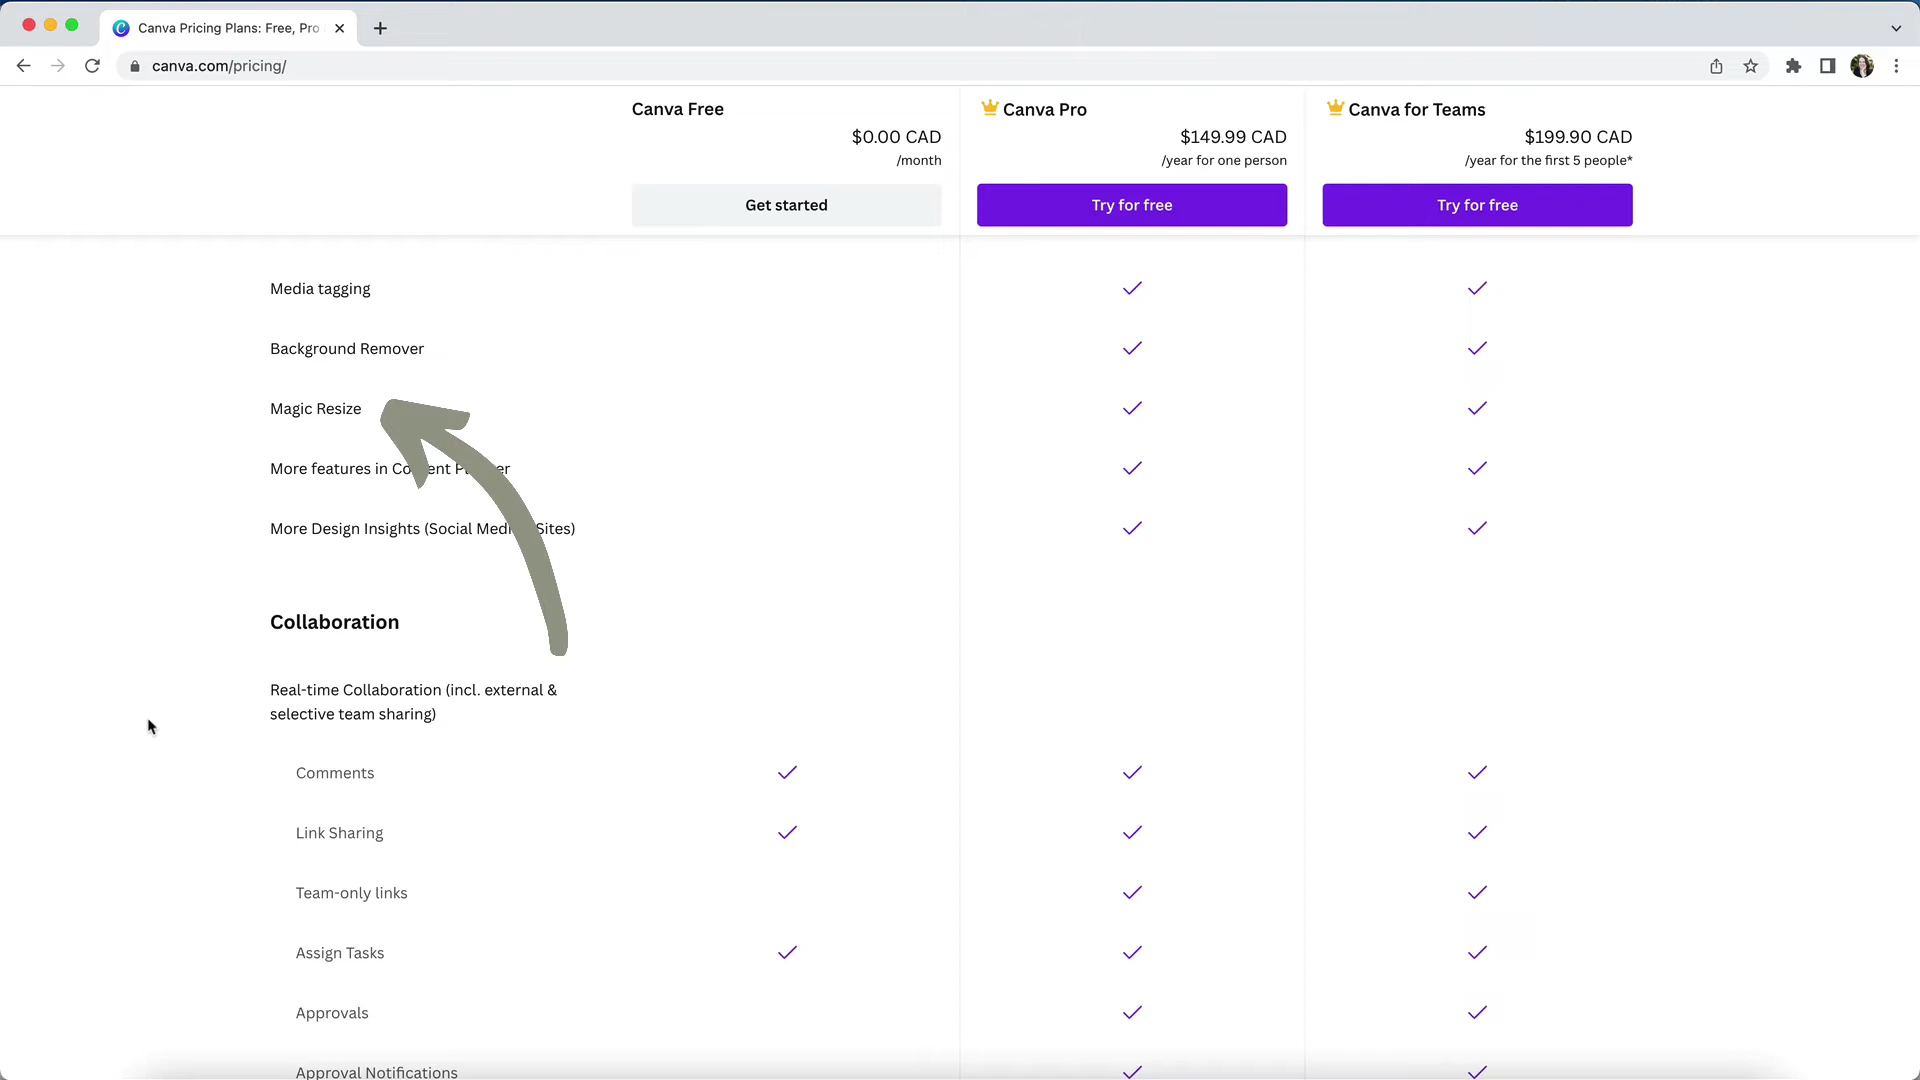 Canva Pricing Plans: Free, Pro
canva.com/pricing/
Canva Free
$0.00 CAD
/month
Get started
Canva Pro
$149.99 CAD
/year for one person
Try for free
Canva for Teams
$199.90 CAD
/year for the first 5 people*
Try for free
Media tagging
Background Remover
Magic Resize
More features in
More Design Insights (Social Sites)
Collaboration
Real-time Collaboration (incl. external &
selective team sharing)
Comments
Link Sharing
Team-only links
Assign Tasks
Approvals
Approval Notifications